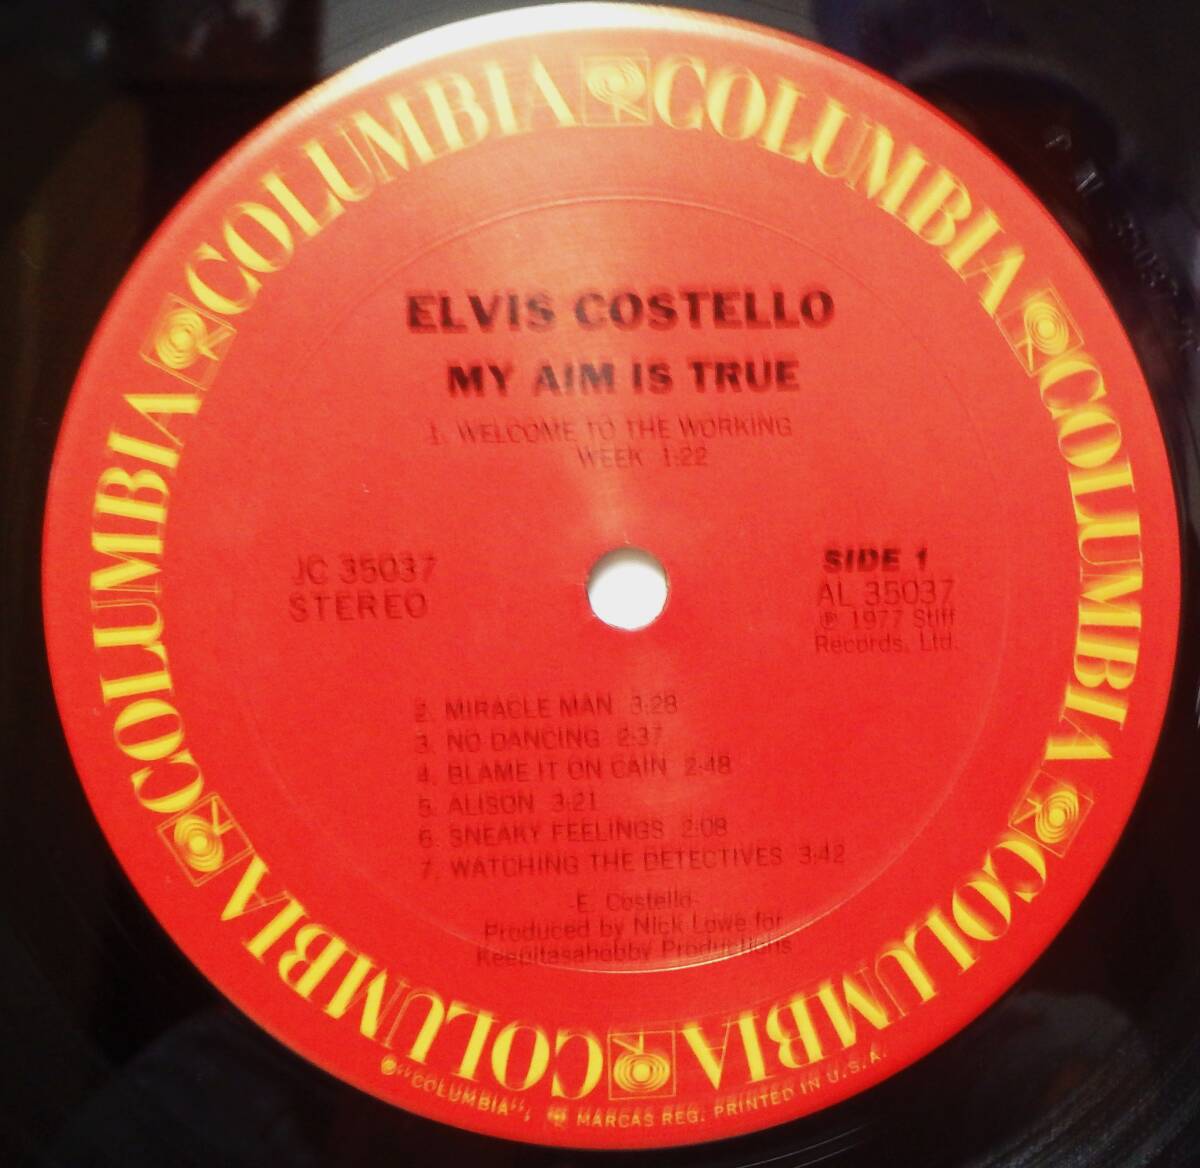 COLUMBIA COLUMBIA COLUMBIA COLUMBIA COLUMBIA COLUMBIA
ELVIS COSTELLO
MY AIM IS TRUE
1. WELCOME TO THE WORKING
WEEK 1:22
JC 35037
STEREO
SIDE 1
AL 35037
℗ 1977 Stiff
Records, Ltd.
2. MIRACLE MAN 3:28
3. NO DANCING 2:37
4. BLAME IT ON CAIN 2:48
5. ALISON 3:21
6. SNEAKY FEELINGS 2:08
7. WATCHING THE DETECTIVES 3:42
-E. Costello-
Produced by Nick Lowe for
Keepitasahobby Productions
"COLUMBIA", MARCAS REG. PRINTED IN U.S.A.